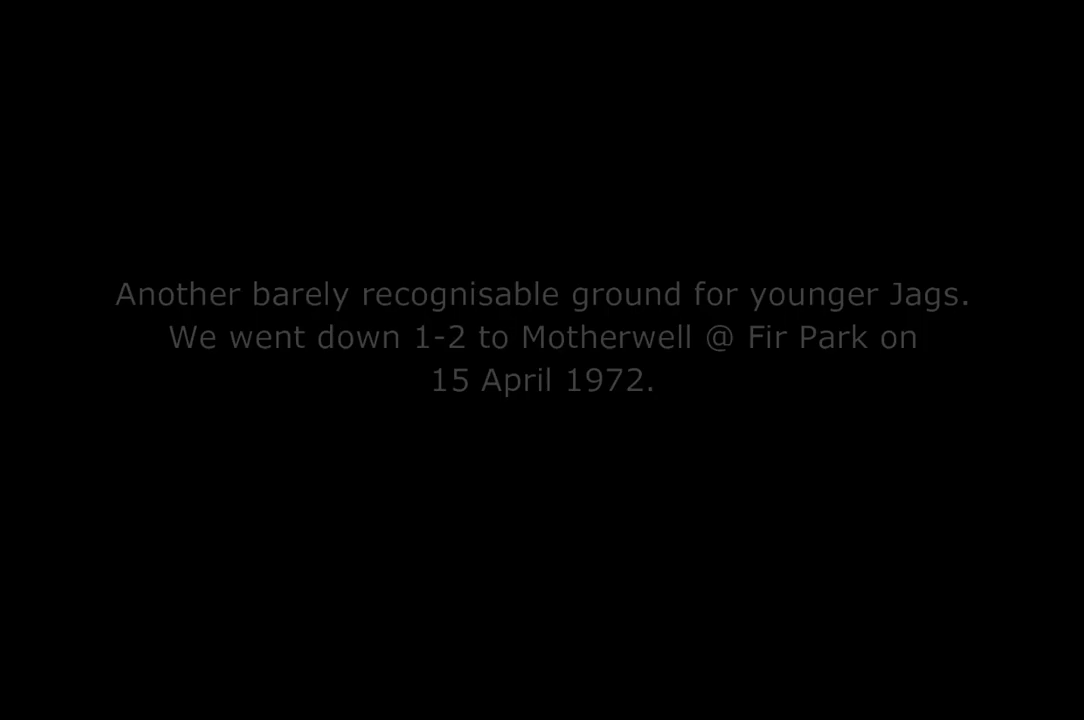 Another barely recognisable ground for younger Jags.
We went down 1-2 to Motherwell @ Fir Park on
15 April 1972.